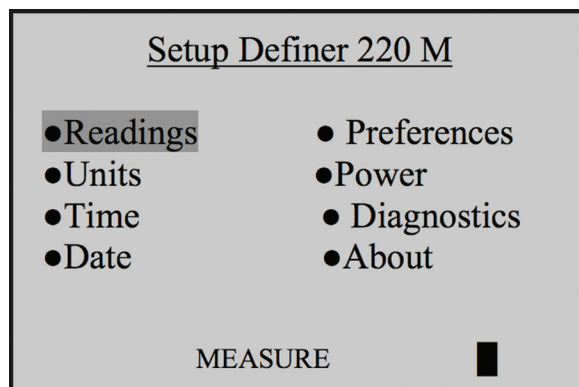 Setup Definer 220 M
●Readings ● Preferences
●Units ●Power
●Time ● Diagnostics
●Date ●About
MEASURE